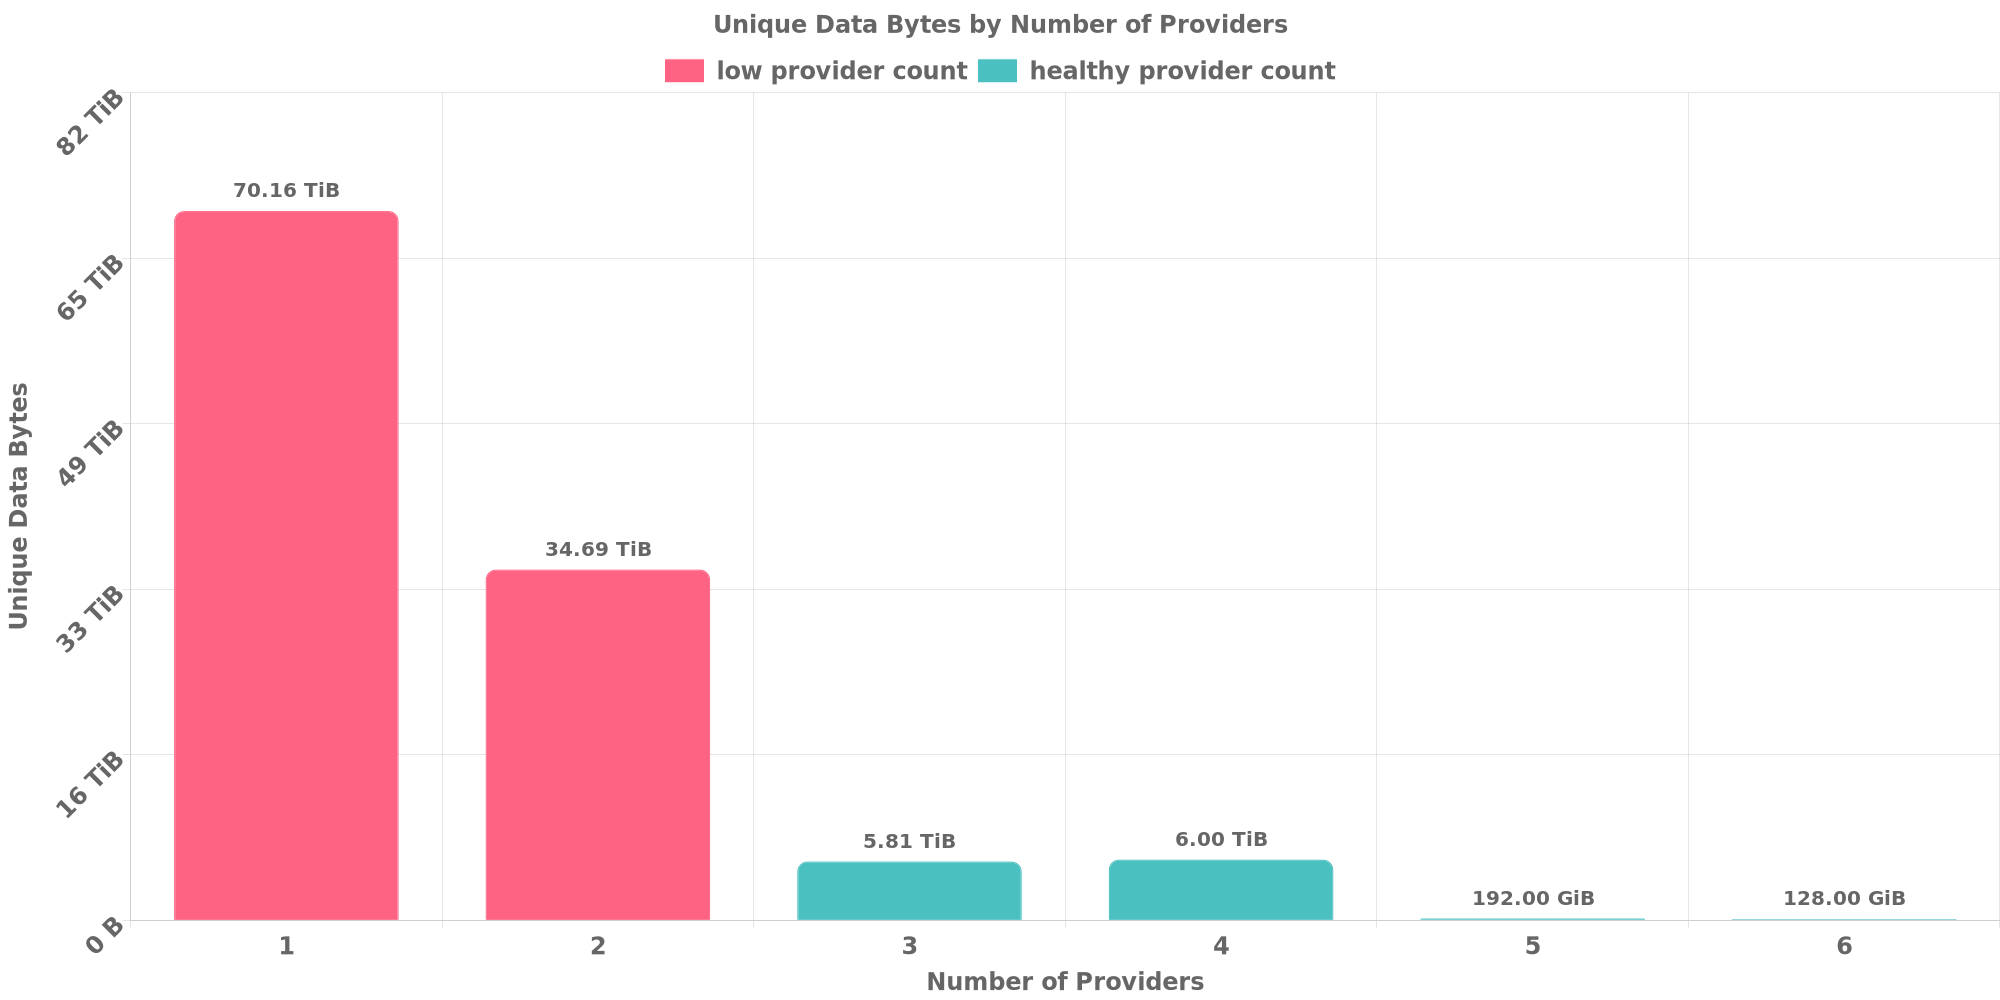 Unique Data Bytes by Number of Providers
low provider count healthy provider count
82 TiB
65 TiB
49 TiB
33 TiB
16 TiB
0 B
Unique Data Bytes
70.16 TiB
34.69 TiB
5.81 TiB
6.00 TiB
192.00 GiB
128.00 GiB
1 2 3 4 5 6
Number of Providers